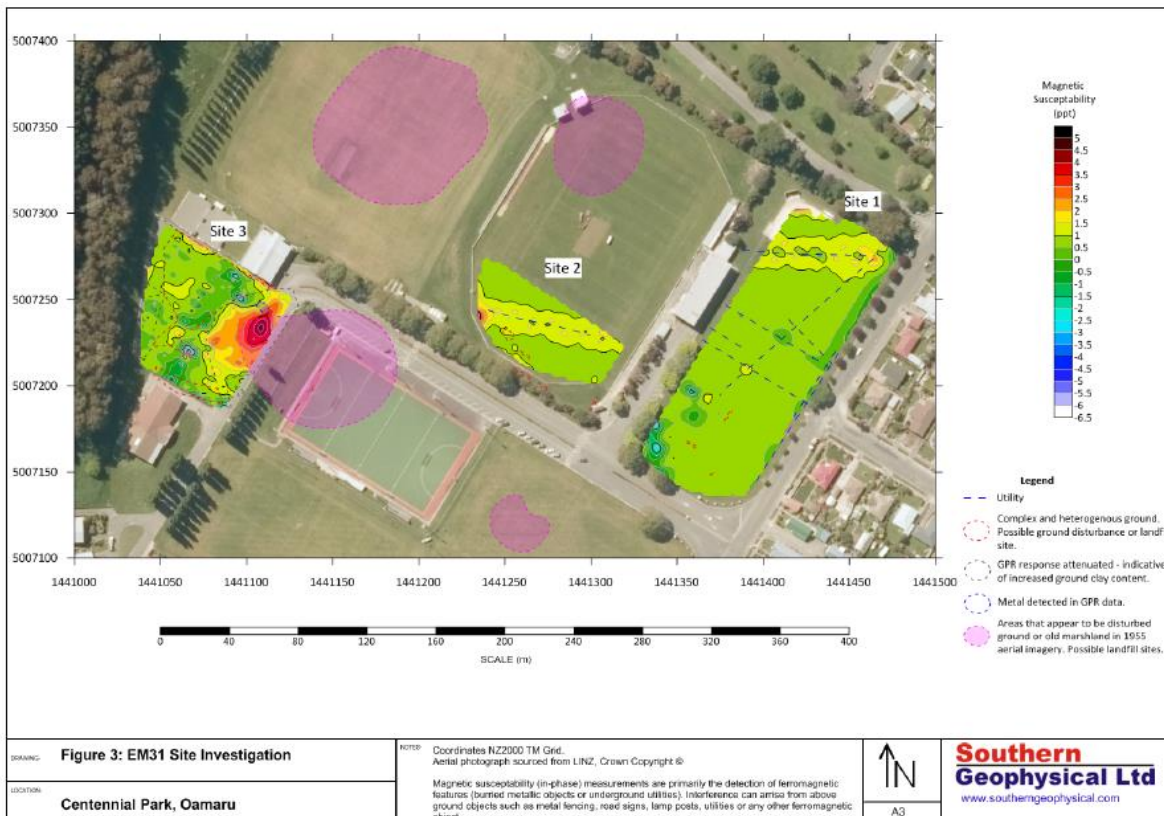 5007400
5007350
5007300
5007250
5007200
5007150
5007100
1441000
1441050
1441100
1441150
1441200
1441250
1441300
1441350
1441400
1441450
1441500
Site 3
Site 2
Site 1
Magnetic
Susceptability
(ppt)
5
4.5
4
3.5
3
2.5
2
1.5
1
0.5
0
-0.5
-1
-1.5
-2
-2.5
-3
-3.5
-4
-4.5
-5
-5.5
-6
-6.5
Legend
Utility
Complex and heterogenous ground.
Possible ground disturbance or landf
site.
GPR response attenuated - indicative
of increased ground clay content.
Metal detected in GPR data.
Areas that appear to be disturbed
ground or old marshland in 1955
aerial imagery. Possible landfill sites.
0 40 80 120 160 200 240 280 320 360 400
SCALE (m)
DRAWING: Figure 3: EM31 Site Investigation
LOCATION:
Centennial Park, Oamaru
NOTES: Coordinates NZ2000 TM Grid.
Aerial photograph sourced from LINZ, Crown Copyright ©
Magnetic susceptibility (in-phase) measurements are primarily the detection of ferromagnetic
features (burried metallic objects or underground utilities). Interference can arrise from above
ground objects such as metal fencing, road signs, lamp posts, utilities or any other ferromagnetic
object.
N
A3
Southern
Geophysical Ltd
www.southerngeophysical.com